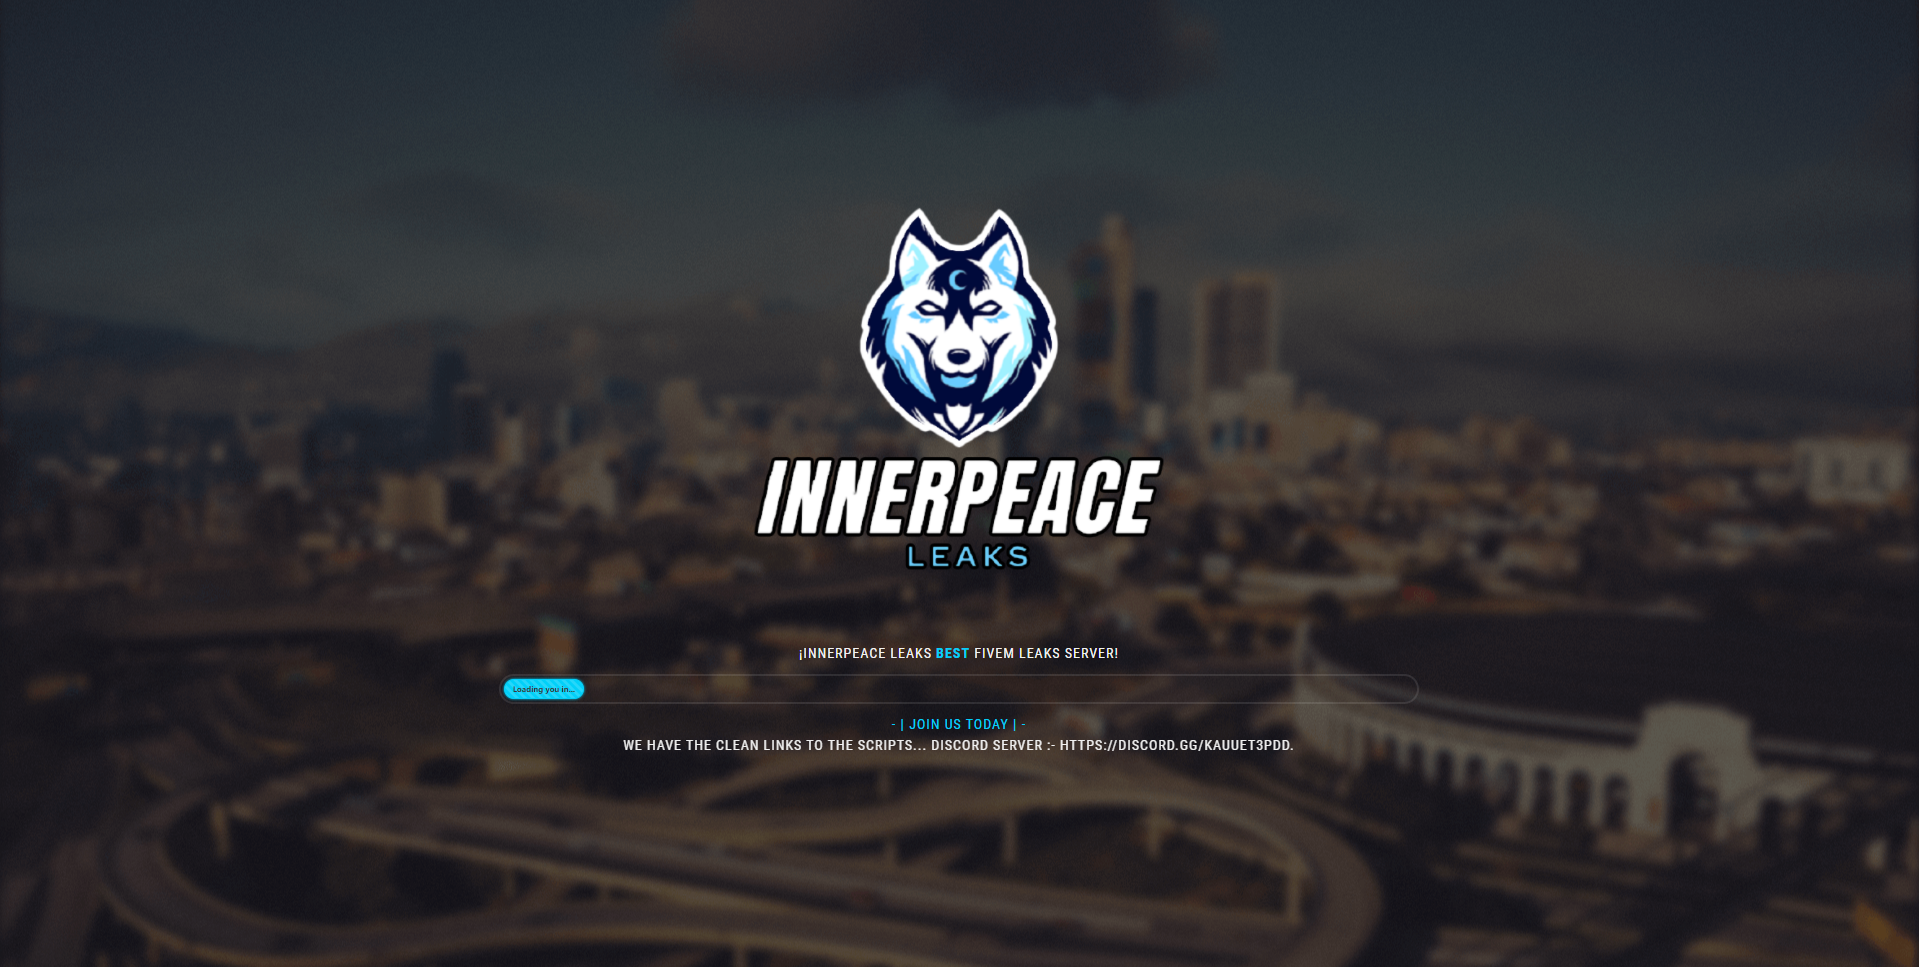 INNERPEACE
LEAKS
¡INNERPEACE LEAKS BEST FIVEM LEAKS SERVER!
Loading you in...
- | JOIN US TODAY | -
WE HAVE THE CLEAN LINKS TO THE SCRIPTS... DISCORD SERVER :- HTTPS://DISCORD.GG/KAUUET3PDD.